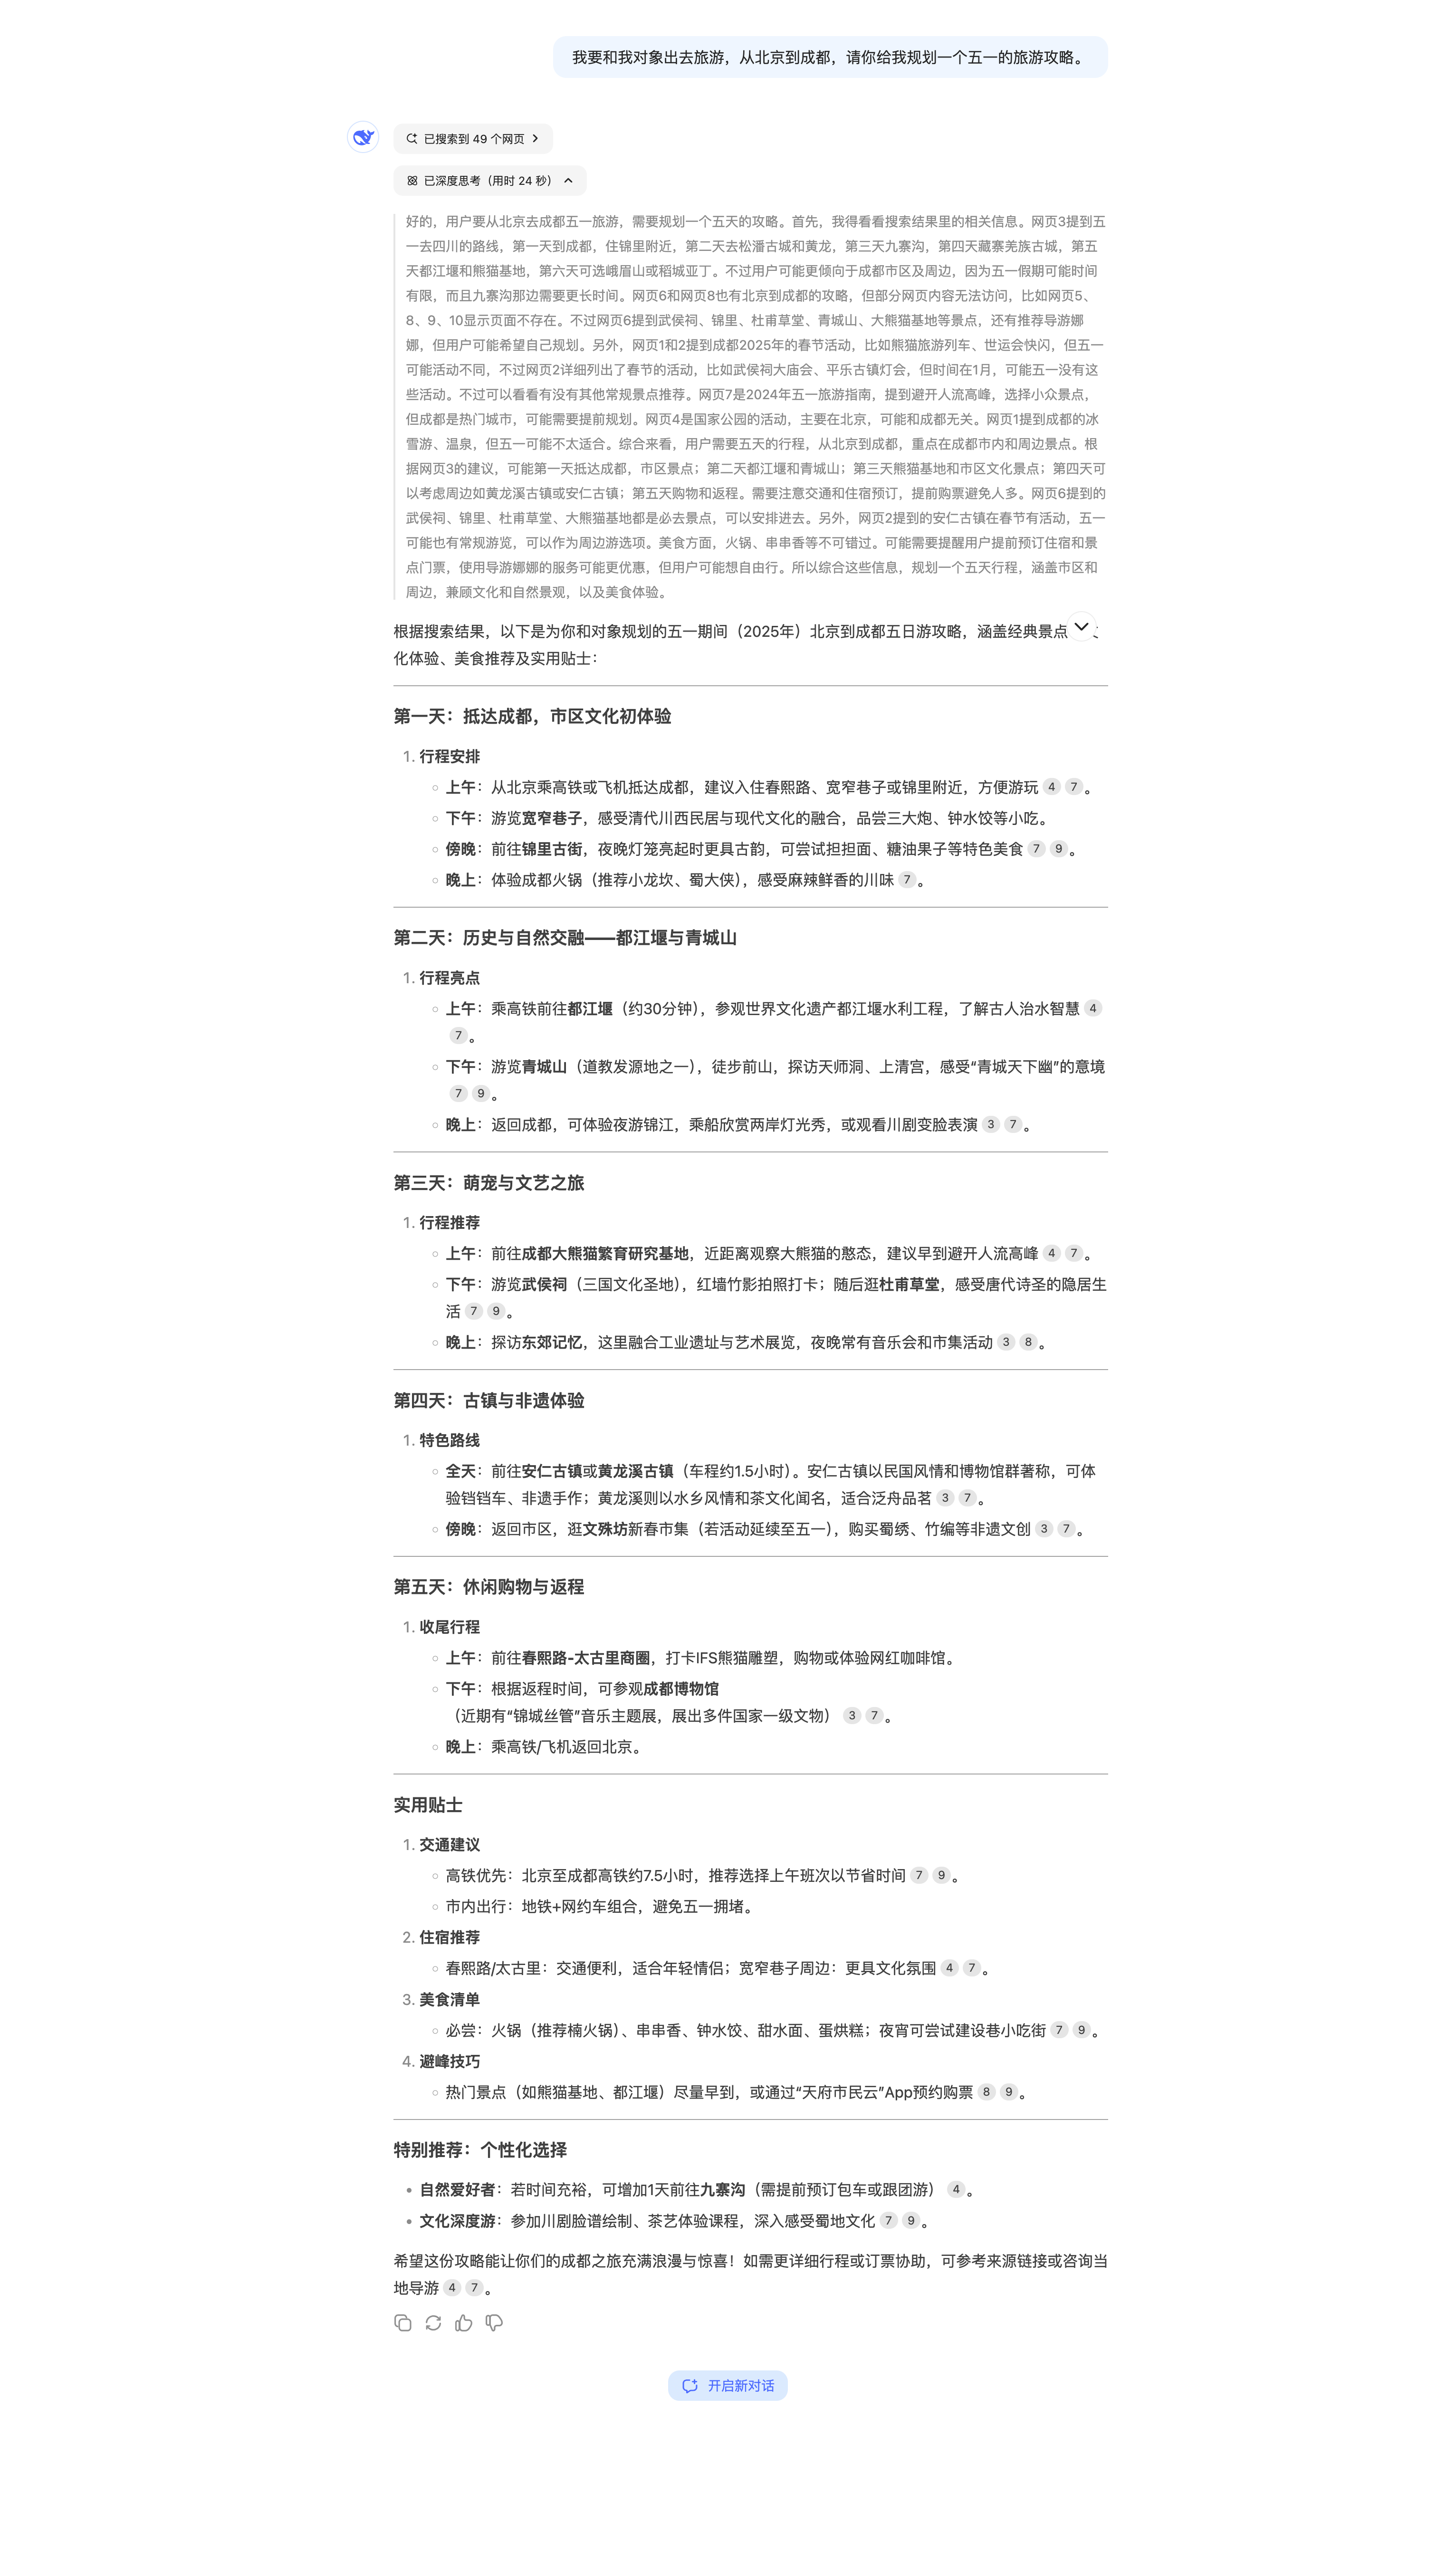 我要和我对象出去旅游，从北京到成都，请你给我规划一个五一的旅游攻略。
已搜索到 49 个网页
已深度思考（用时 24 秒）
好的，用户要从北京去成都五一旅游，需要规划一个五天的攻略。首先，我得看看搜索结果里的相关信息。网页3提到五
一去四川的路线，第一天到成都，住锦里附近，第二天去松潘古城和黄龙，第三天九寨沟，第四天藏寨羌族古城，第五
天都江堰和熊猫基地，第六天可选峨眉山或稻城亚丁。不过用户可能更倾向于成都市区及周边，因为五一假期可能时间
有限，而且九寨沟那边需要更长时间。网页6和网页8也有北京到成都的攻略，但部分网页内容无法访问，比如网页5、
8、9、10显示页面不存在。不过网页6提到武侯祠、锦里、杜甫草堂、青城山、大熊猫基地等景点，还有推荐导游娜
娜，但用户可能希望自己规划。另外，网页1和2提到成都2025年的春节活动，比如熊猫旅游列车、世运会快闪，但五一
可能活动不同，不过网页2详细列出了春节的活动，比如武侯祠大庙会、平乐古镇灯会，但时间在1月，可能五一没有这
些活动。不过可以看看有没有其他常规景点推荐。网页7是2024年五一旅游指南，提到避开人流高峰，选择小众景点，
但成都是热门城市，可能需要提前规划。网页4是国家公园的活动，主要在北京，可能和成都无关。网页1提到成都的冰
雪游、温泉，但五一可能不太适合。综合来看，用户需要五天的行程，从北京到成都，重点在成都市内和周边景点。根
据网页3的建议，可能第一天抵达成都，市区景点；第二天都江堰和青城山；第三天熊猫基地和市区文化景点；第四天可
以考虑周边如黄龙溪古镇或安仁古镇；第五天购物和返程。需要注意交通和住宿预订，提前购票避免人多。网页6提到的
武侯祠、锦里、杜甫草堂、大熊猫基地都是必去景点，可以安排进去。另外，网页2提到的安仁古镇在春节有活动，五一
可能也有常规游览，可以作为周边游选项。美食方面，火锅、串串香等不可错过。可能需要提醒用户提前预订住宿和景
点门票，使用导游娜娜的服务可能更优惠，但用户可能想自由行。所以综合这些信息，规划一个五天行程，涵盖市区和
周边，兼顾文化和自然景观，以及美食体验。
根据搜索结果，以下是为你和对象规划的五一期间（2025年）北京到成都五日游攻略，涵盖经典景点
化体验、美食推荐及实用贴士：
第一天：抵达成都，市区文化初体验
1. 行程安排
上午：从北京乘高铁或飞机抵达成都，建议入住春熙路、宽窄巷子或锦里附近，方便游玩 4 7 。
下午：游览宽窄巷子，感受清代川西民居与现代文化的融合，品尝三大炮、钟水饺等小吃。
傍晚：前往锦里古街，夜晚灯笼亮起时更具古韵，可尝试担担面、糖油果子等特色美食 7 9 。
晚上：体验成都火锅（推荐小龙坎、蜀大侠），感受麻辣鲜香的川味 7 。
第二天：历史与自然交融——都江堰与青城山
1. 行程亮点
上午：乘高铁前往都江堰（约30分钟），参观世界文化遗产都江堰水利工程，了解古人治水智慧 4
7 。
下午：游览青城山（道教发源地之一），徒步前山，探访天师洞、上清宫，感受“青城天下幽”的意境
7 9 。
晚上：返回成都，可体验夜游锦江，乘船欣赏两岸灯光秀，或观看川剧变脸表演 3 7 。
第三天：萌宠与文艺之旅
1. 行程推荐
上午：前往成都大熊猫繁育研究基地，近距离观察大熊猫的憨态，建议早到避开人流高峰 4 7 。
下午：游览武侯祠（三国文化圣地），红墙竹影拍照打卡；随后逛杜甫草堂，感受唐代诗圣的隐居生
活 7 9 。
晚上：探访东郊记忆，这里融合工业遗址与艺术展览，夜晚常有音乐会和市集活动 3 8 。
第四天：古镇与非遗体验
1. 特色路线
全天：前往安仁古镇或黄龙溪古镇（车程约1.5小时）。安仁古镇以民国风情和博物馆群著称，可体
验铛铛车、非遗手作；黄龙溪则以水乡风情和茶文化闻名，适合泛舟品茗 3 7 。
傍晚：返回市区，逛文殊坊新春市集（若活动延续至五一），购买蜀绣、竹编等非遗文创 3 7 。
第五天：休闲购物与返程
1. 收尾行程
上午：前往春熙路-太古里商圈，打卡IFS熊猫雕塑，购物或体验网红咖啡馆。
下午：根据返程时间，可参观成都博物馆
（近期有“锦城丝管”音乐主题展，展出多件国家一级文物） 3 7 。
晚上：乘高铁/飞机返回北京。
实用贴士
1. 交通建议
高铁优先：北京至成都高铁约7.5小时，推荐选择上午班次以节省时间 7 9 。
市内出行：地铁+网约车组合，避免五一拥堵。
2. 住宿推荐
春熙路/太古里：交通便利，适合年轻情侣；宽窄巷子周边：更具文化氛围 4 7 。
3. 美食清单
必尝：火锅（推荐楠火锅）、串串香、钟水饺、甜水面、蛋烘糕；夜宵可尝试建设巷小吃街 7 9 。
4. 避峰技巧
热门景点（如熊猫基地、都江堰）尽量早到，或通过“天府市民云”App预约购票 8 9 。
特别推荐：个性化选择
自然爱好者：若时间充裕，可增加1天前往九寨沟（需提前预订包车或跟团游） 4 。
文化深度游：参加川剧脸谱绘制、茶艺体验课程，深入感受蜀地文化 7 9 。
希望这份攻略能让你们的成都之旅充满浪漫与惊喜！如需更详细行程或订票协助，可参考来源链接或咨询当
地导游 4 7 。
开启新对话